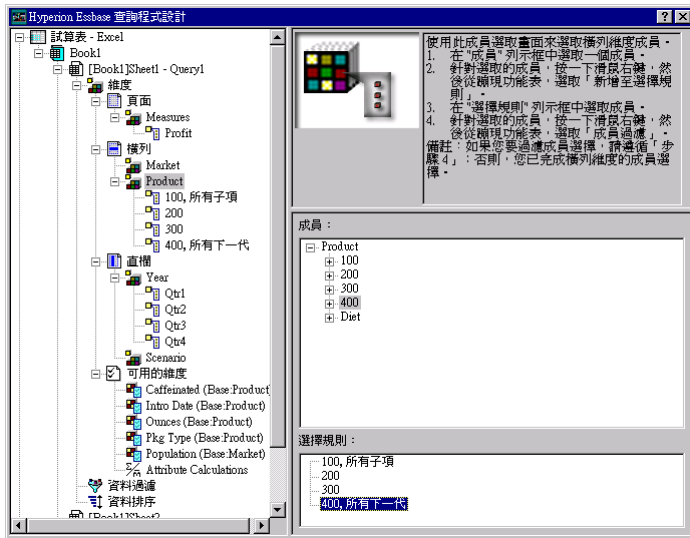 Hyperion Essbase 查詢程式設計
試算表 - Excel
Book1
[Book1]Sheet1 - Query1
維度
頁面
Measures
Profit
橫列
Market
Product
100, 所有子項
200
300
400, 所有下一代
直欄
Year
Qtr1
Qtr2
Qtr3
Qtr4
Scenario
可用的維度
Caffeinated (Base:Product
Intro Date (Base:Product)
Ounces (Base:Product)
Pkg Type (Base:Product)
Population (Base:Market)
Attribute Calculations
資料過濾
資料排序
[Book1]Sheet2
使用此成員選取畫面來選取橫列維度成員。
1. 在"成員"列示框中選取一個成員。
2. 針對選取的成員，按一下滑鼠右鍵，然
後從蹦現功能表，選取「新增至選擇規
則」。
3. 在"選擇規則"列示框中選取成員。
4. 針對選取的成員，按一下滑鼠右鍵，然
後從蹦現功能表，選取「成員過濾」。
備註：如果您要過濾成員選擇，請遵循「步
驟 4」；否則，您已完成橫列維度的成員選
擇。
成員：
Product
100
200
300
400
Diet
選擇規則：
100, 所有子項
200
300
400, 所有下一代